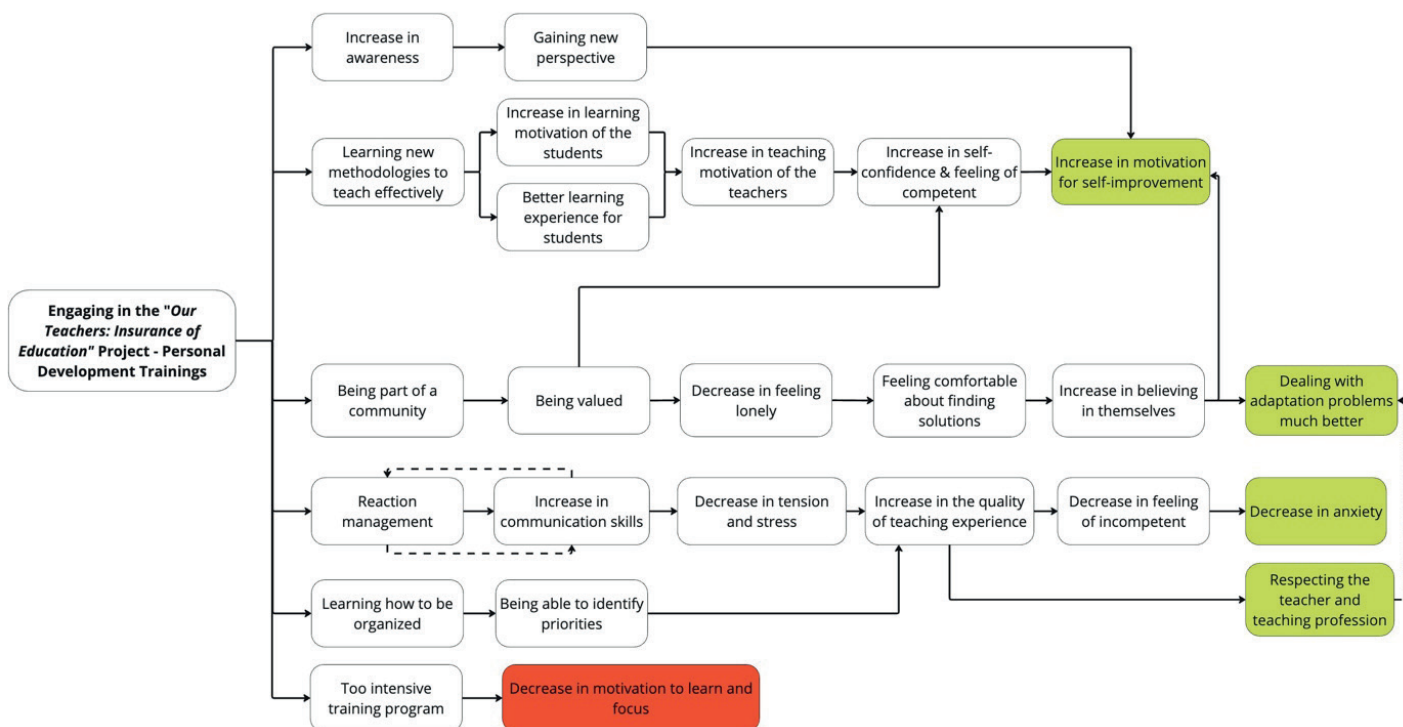 Increase in
awareness
Gaining new
perspective
Learning new
methodologies to
teach effectively
Increase in learning
motivation of the
students
Better learning
experience for
students
Increase in teaching
motivation of the
teachers
Increase in self-
confidence & feeling of
competent
Increase in motivation
for self-improvement
Engaging in the "Our
Teachers: Insurance of
Education" Project - Personal
Development Trainings
Being part of a
community
Being valued
Decrease in feeling
lonely
Feeling comfortable
about finding
solutions
Increase in believing
in themselves
Dealing with
adaptation problems
much better
Reaction
management
Increase in
communication skills
Decrease in tension
and stress
Increase in the quality
of teaching experience
Decrease in feeling
of incompetent
Decrease in anxiety
Learning how to be
organized
Being able to identify
priorities
Respecting the
teacher and
teaching profession
Too intensive
training program
Decrease in motivation to learn and
focus